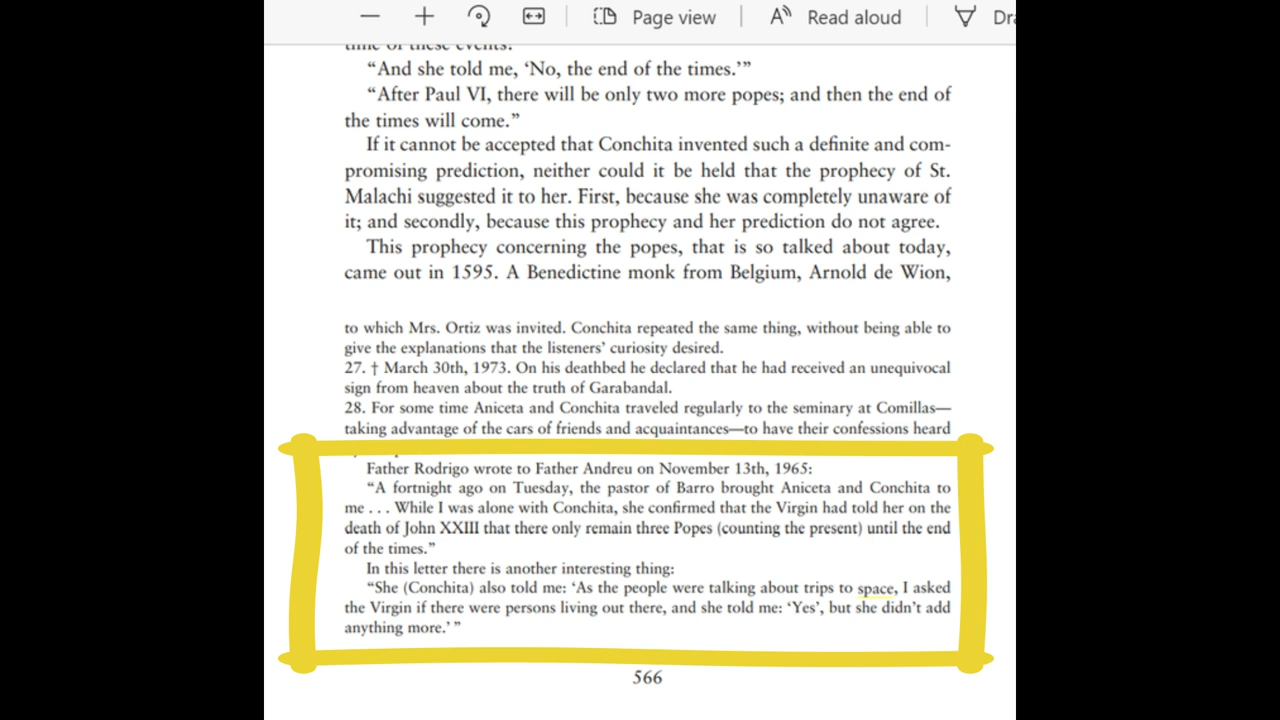 Page view
Read aloud
time of these events.
“And she told me, ‘No, the end of the times.’”
“After Paul VI, there will be only two more popes; and then the end of
the times will come.”
If it cannot be accepted that Conchita invented such a definite and com-
promising prediction, neither could it be held that the prophecy of St.
Malachi suggested it to her. First, because she was completely unaware of
it; and secondly, because this prophecy and her prediction do not agree.
This prophecy concerning the popes, that is so talked about today,
came out in 1595. A Benedictine monk from Belgium, Arnold de Wion,
to which Mrs. Ortiz was invited. Conchita repeated the same thing, without being able to
give the explanations that the listeners’ curiosity desired.
27. † March 30th, 1973. On his deathbed he declared that he had received an unequivocal
sign from heaven about the truth of Garabandal.
28. For some time Aniceta and Conchita traveled regularly to the seminary at Comillas—
taking advantage of the cars of friends and acquaintances—to have their confessions heard
Father Rodrigo wrote to Father Andreu on November 13th, 1965:
“A fortnight ago on Tuesday, the pastor of Barro brought Aniceta and Conchita to
me . . . While I was alone with Conchita, she confirmed that the Virgin had told her on the
death of John XXIII that there only remain three Popes (counting the present) until the end
of the times.”
In this letter there is another interesting thing:
“She (Conchita) also told me: ‘As the people were talking about trips to space, I asked
the Virgin if there were persons living out there, and she told me: ‘Yes’, but she didn’t add
anything more.’ ”
566